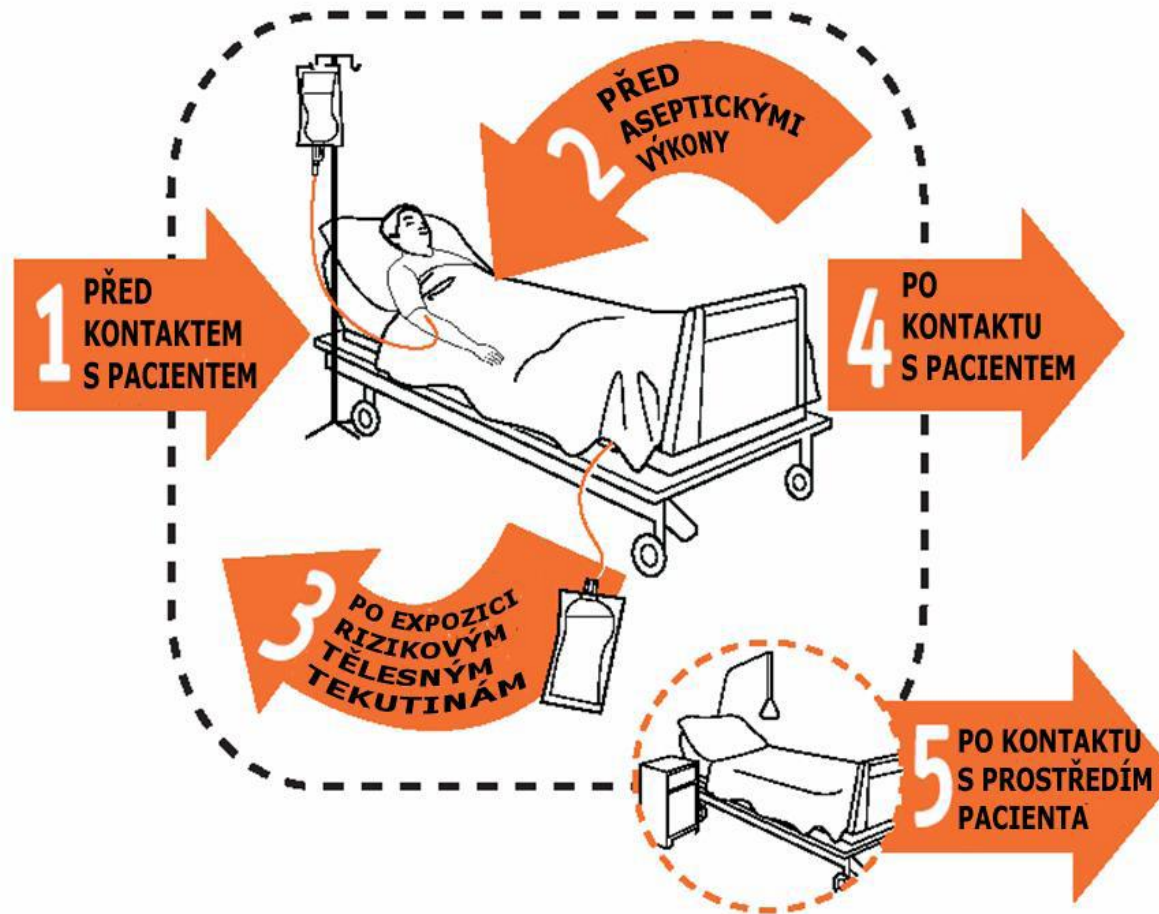 1
PŘED
KONTAKTEM
S PACIENTEM
2
PŘED
ASEPTICKÝMI
VÝKONY
3
PO EXPOZICI
RIZIKOVÝM
TĚLESNÝM
TEKUTINÁM
4
PO
KONTAKTU
S PACIENTEM
5
PO KONTAKTU
S PROSTŘEDÍM
PACIENTA